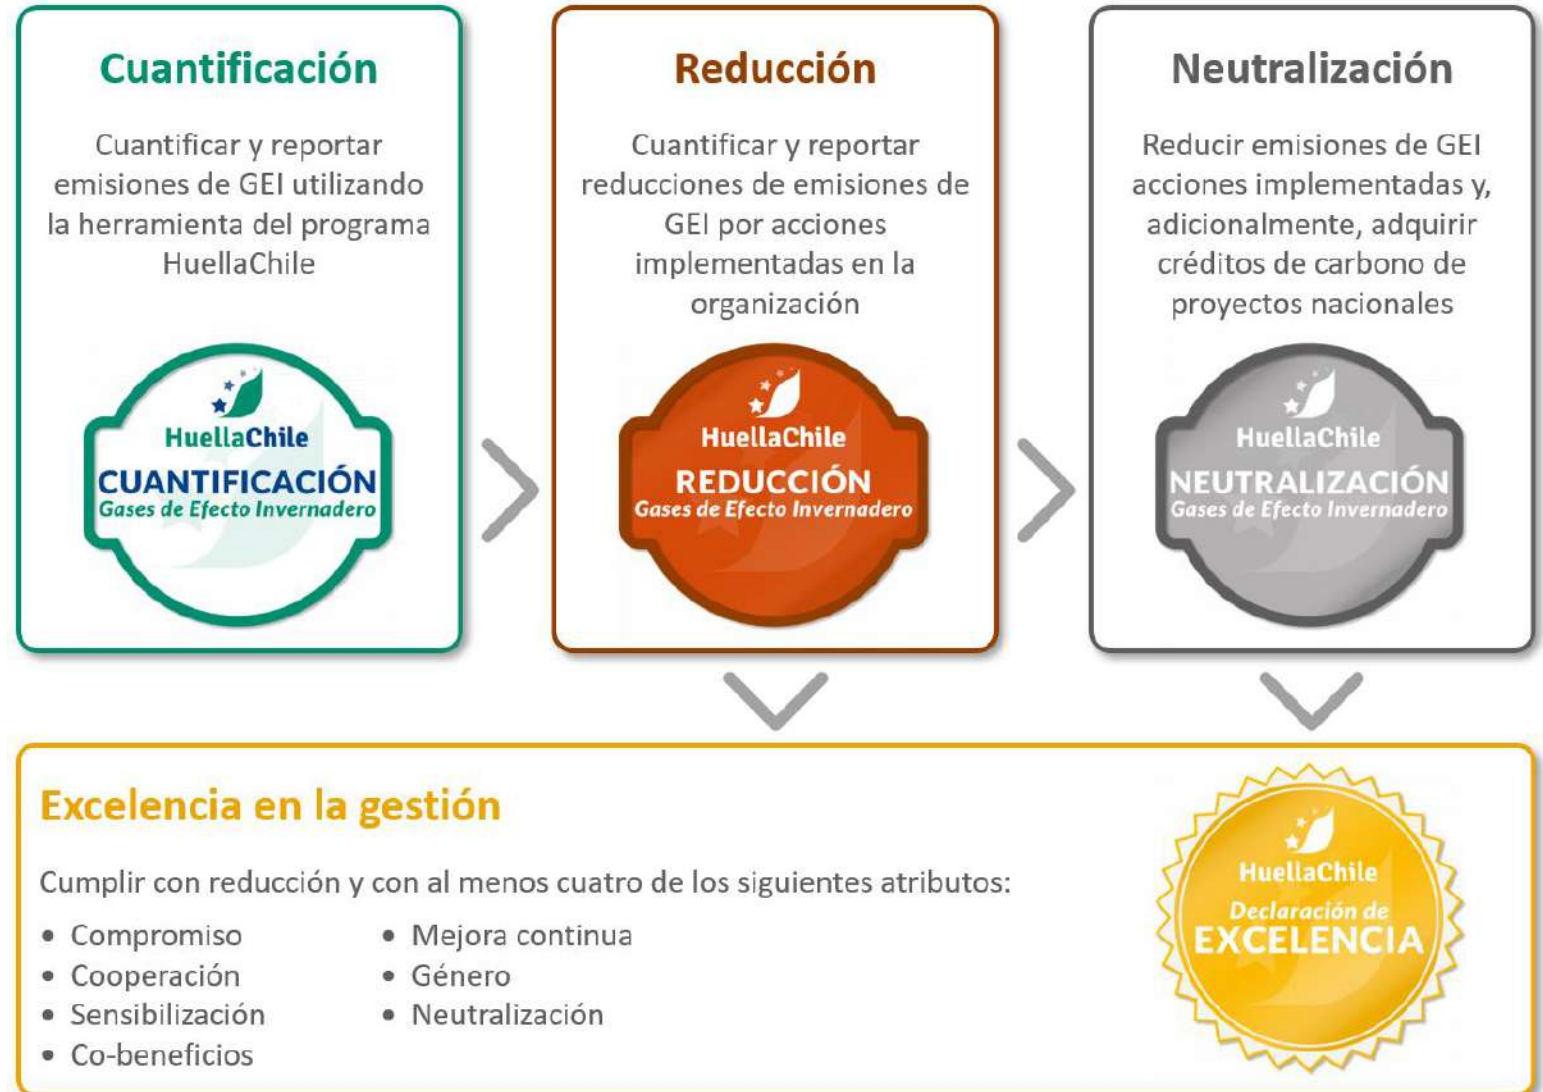 Cuantificación
Cuantificar y reportar
emisiones de GEI utilizando
la herramienta del programa
HuellaChile
HuellaChile
CUANTIFICACIÓN
Gases de Efecto Invernadero
Reducción
Cuantificar y reportar
reducciones de emisiones de
GEI por acciones
implementadas en la
organización
HuellaChile
REDUCCIÓN
Gases de Efecto Invernadero
Neutralización
Reducir emisiones de GEI
acciones implementadas y,
adicionalmente, adquirir
créditos de carbono de
proyectos nacionales
HuellaChile
NEUTRALIZACIÓN
Gases de Efecto Invernadero
Excelencia en la gestión
Cumplir con reducción y con al menos cuatro de los siguientes atributos:
• Compromiso
• Cooperación
• Sensibilización
• Co-beneficios
• Mejora continua
• Género
• Neutralización
HuellaChile
Declaración de
EXCELENCIA